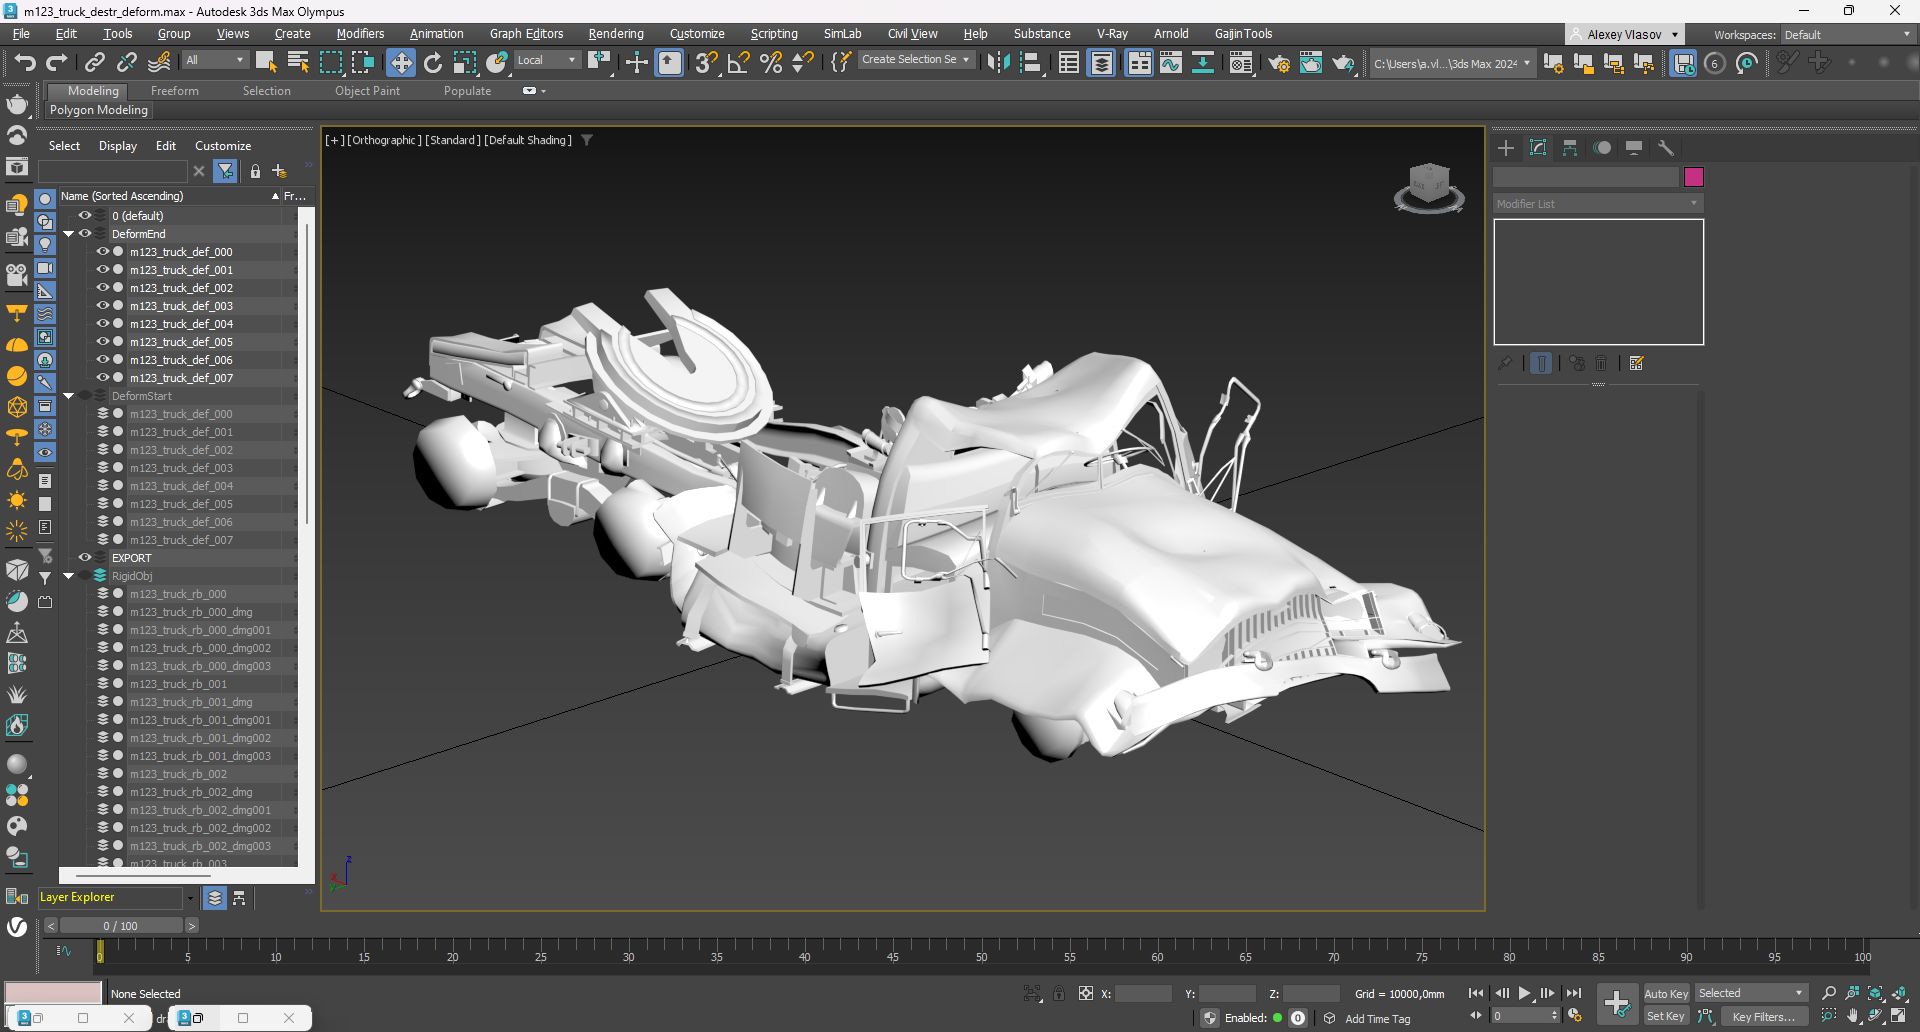 m123_truck_destr_deform.max - Autodesk 3ds Max Olympus
File Edit Tools Group Views Create Modifiers Animation Graph Editors Rendering Customize Scripting SimLab Civil View Help Substance V-Ray Arnold GaijinTools Alexey Vlasov Workspaces: Default
All Local Create Selection Se C:\Users\a.vl...\3ds Max 2024 6
Modeling Freeform Selection Object Paint Populate
Polygon Modeling
Select Display Edit Customize
[+] [Orthographic] [Standard] [Default Shading]
Name (Sorted Ascending) Fr...
0 (default)
DeformEnd
m123_truck_def_000
m123_truck_def_001
m123_truck_def_002
m123_truck_def_003
m123_truck_def_004
m123_truck_def_005
m123_truck_def_006
m123_truck_def_007
DeformStart
m123_truck_def_000
m123_truck_def_001
m123_truck_def_002
m123_truck_def_003
m123_truck_def_004
m123_truck_def_005
m123_truck_def_006
m123_truck_def_007
EXPORT
RigidObj
m123_truck_rb_000
m123_truck_rb_000_dmg
m123_truck_rb_000_dmg001
m123_truck_rb_000_dmg002
m123_truck_rb_000_dmg003
m123_truck_rb_001
m123_truck_rb_001_dmg
m123_truck_rb_001_dmg001
m123_truck_rb_001_dmg002
m123_truck_rb_001_dmg003
m123_truck_rb_002
m123_truck_rb_002_dmg
m123_truck_rb_002_dmg001
m123_truck_rb_002_dmg002
m123_truck_rb_002_dmg003
m123_truck_rb_003
Modifier List
Layer Explorer
z
x
y
< 0 / 100 >
0 5 10 15 20 25 30 35 40 45 50 55 60 65 70 75 80 85 90 95 100
None Selected X: Y: Z: Grid = 10000,0mm Auto Key Selected
Enabled: 0 Add Time Tag 0 Set Key Key Filters...